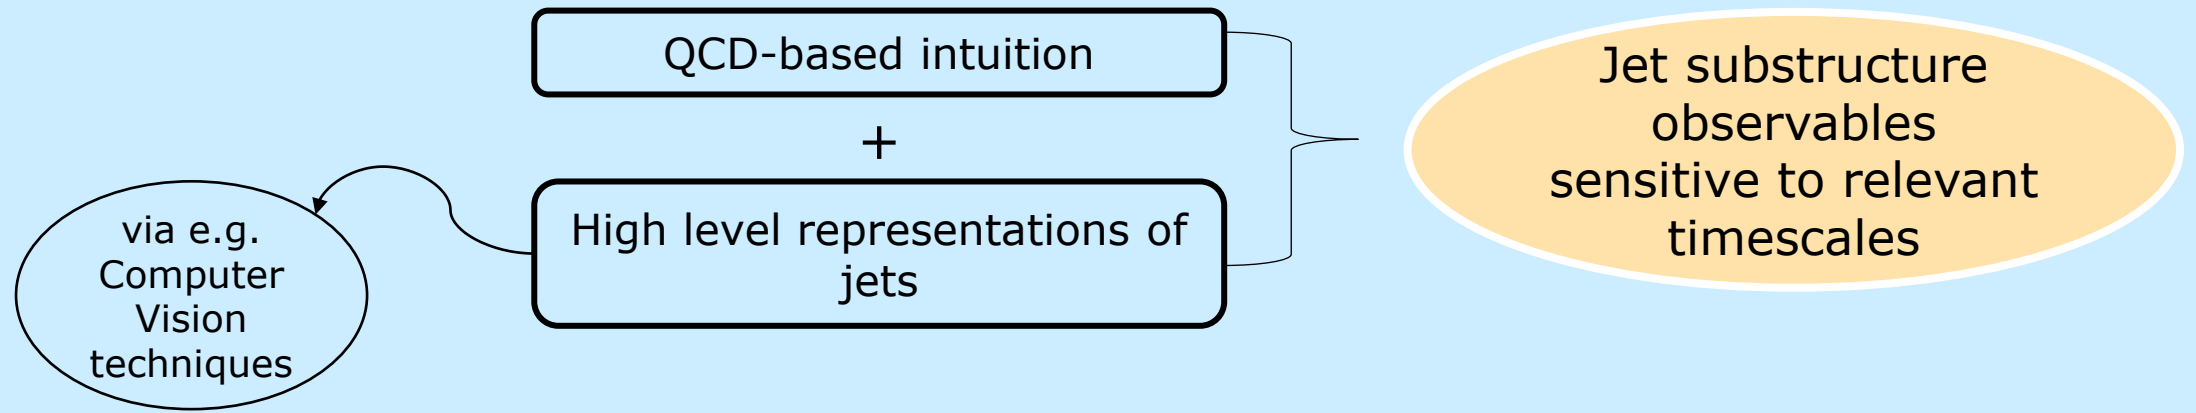 QCD-based intuition
+
High level representations of
jets
via e.g.
Computer
Vision
techniques
Jet substructure
observables
sensitive to relevant
timescales